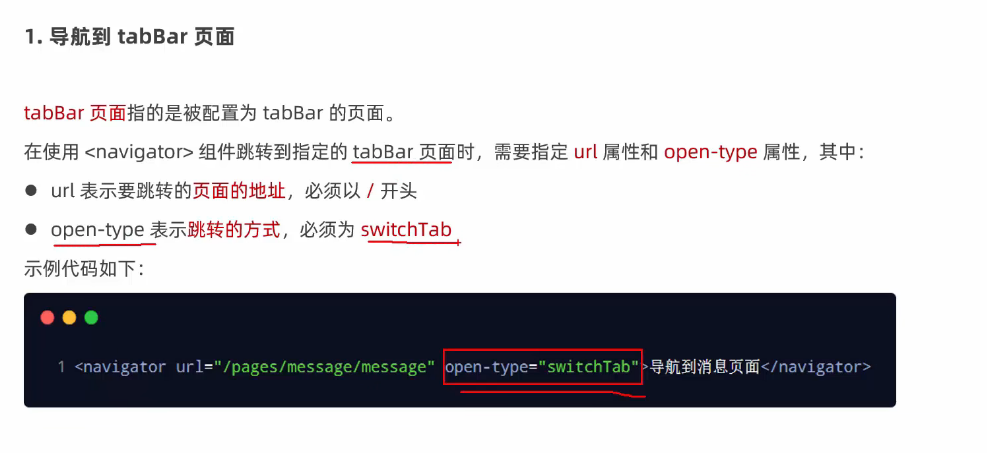 1. 导航到 tabBar 页面
tabBar 页面指的是被配置为 tabBar 的页面。
在使用 <navigator> 组件跳转到指定的 tabBar 页面时，需要指定 url 属性和 open-type 属性，其中：
● url 表示要跳转的页面的地址，必须以 / 开头
● open-type 表示跳转的方式，必须为 switchTab
示例代码如下：
1 <navigator url="/pages/message/message" open-type="switchTab">导航到消息页面</navigator>